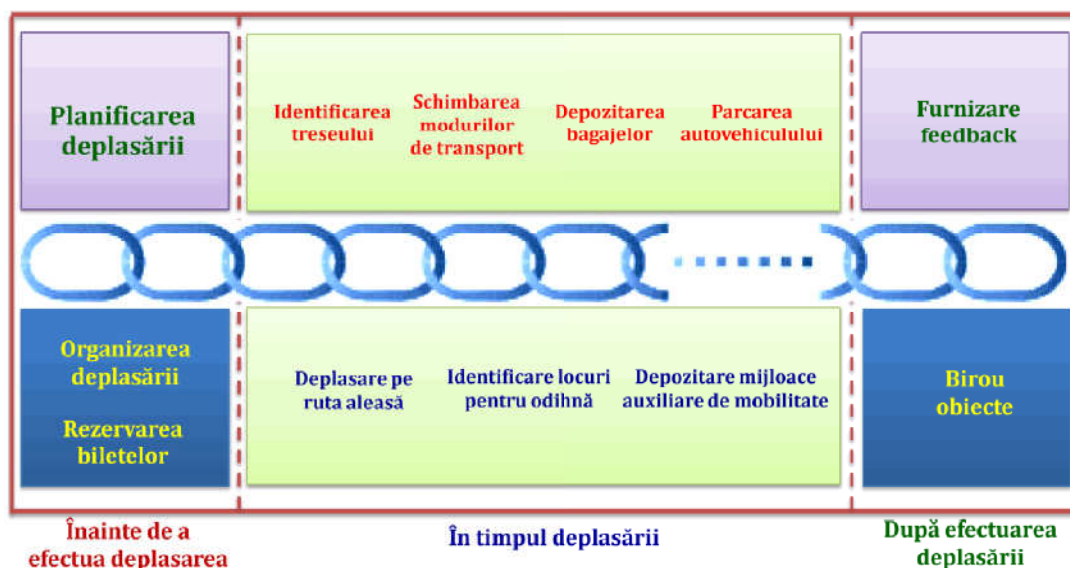 Planificarea
deplasării
Identificarea
treseului
Schimbarea
modurilor
de transport
Depozitarea
bagajelor
Parcarea
autovehiculului
Furnizare
feedback
Organizarea
deplasării
Rezervarea
biletelor
Deplasare pe
ruta aleasă
Identificare locuri
pentru odihnă
Depozitare mijloace
auxiliare de mobilitate
Birou
obiecte
Înainte de a
efectua deplasarea
În timpul deplasării
După efectuarea
deplasării